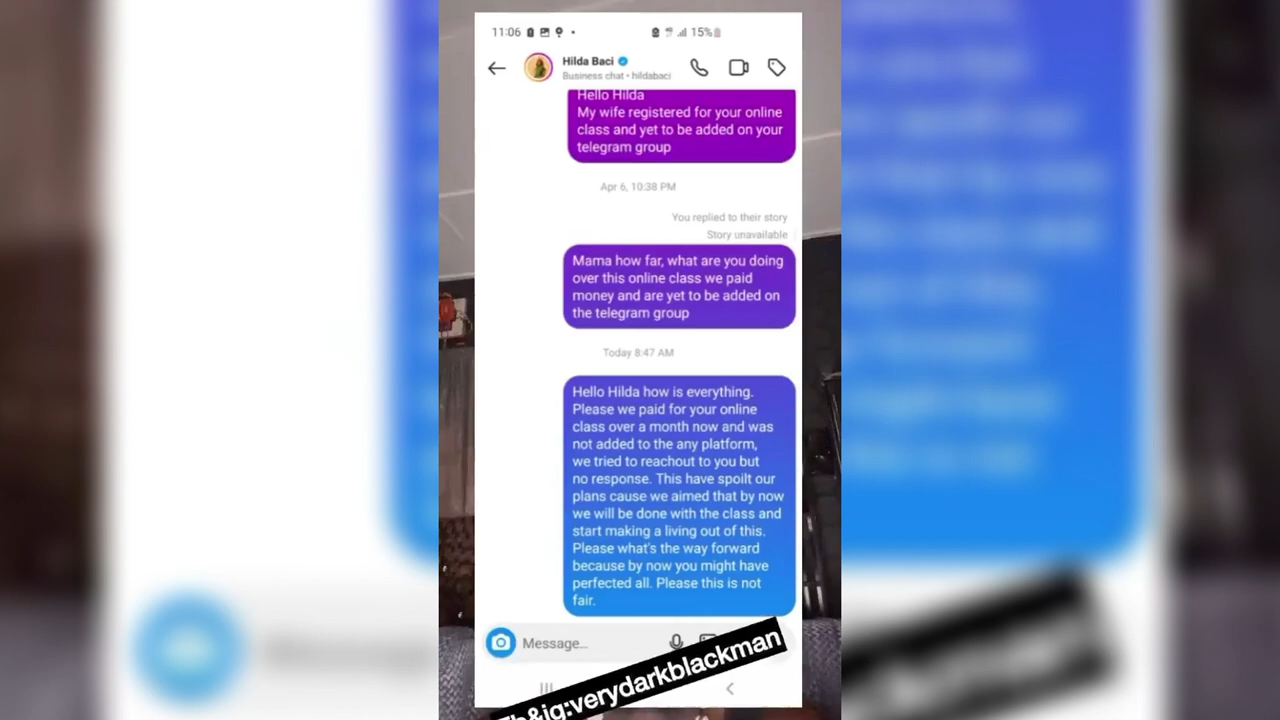 11:06
15%
Hilda Baci
Business chat • hildabaci
Hello Hilda
My wife registered for your online
class and yet to be added on your
telegram group
Apr 6, 10:38 PM
You replied to their story
Story unavailable
Mama how far, what are you doing
over this online class we paid
money and are yet to be added on
the telegram group
Today 8:47 AM
Hello Hilda how is everything.
Please we paid for your online
class over a month now and was
not added to the any platform,
we tried to reachout to you but
no response. This have spoilt our
plans cause we aimed that by now
we will be done with the class and
start making a living out of this.
Please what's the way forward
because by now you might have
perfected all. Please this is not
fair.
Message...
&ig:verydarkblackman